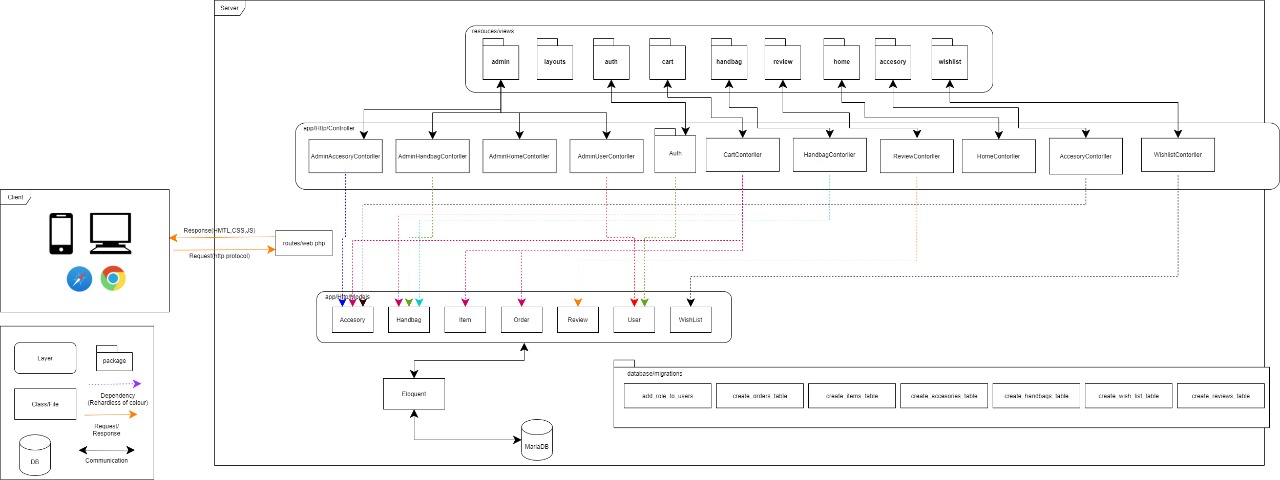 Server
resouces/views
admin
layouts
auth
cart
handbag
review
home
accesory
wishlist
app/Http/Controller
AdminAccesoryContorller
AdminHandbagContorller
AdminHomeContorller
AdminUserContorller
Auth
CartContorller
HandbagContorller
ReviewContorller
HomeContorller
AccesoryContorller
WishlistContorller
Client
Response(HMTL,CSS,JS)
Request(http protocol)
routes/web.php
app/Http/Models
Accesory
Handbag
Item
Order
Review
User
WishList
Eloquent
MariaDB
database/migrations
add_role_to_users
create_orders_table
create_items_table
create_accesories_table
create_handbags_table
create_wish_list_table
create_reviews_table
Layer
package
Class/File
Dependency
(Rehardless of colour)
Request/
Response
DB
Communication